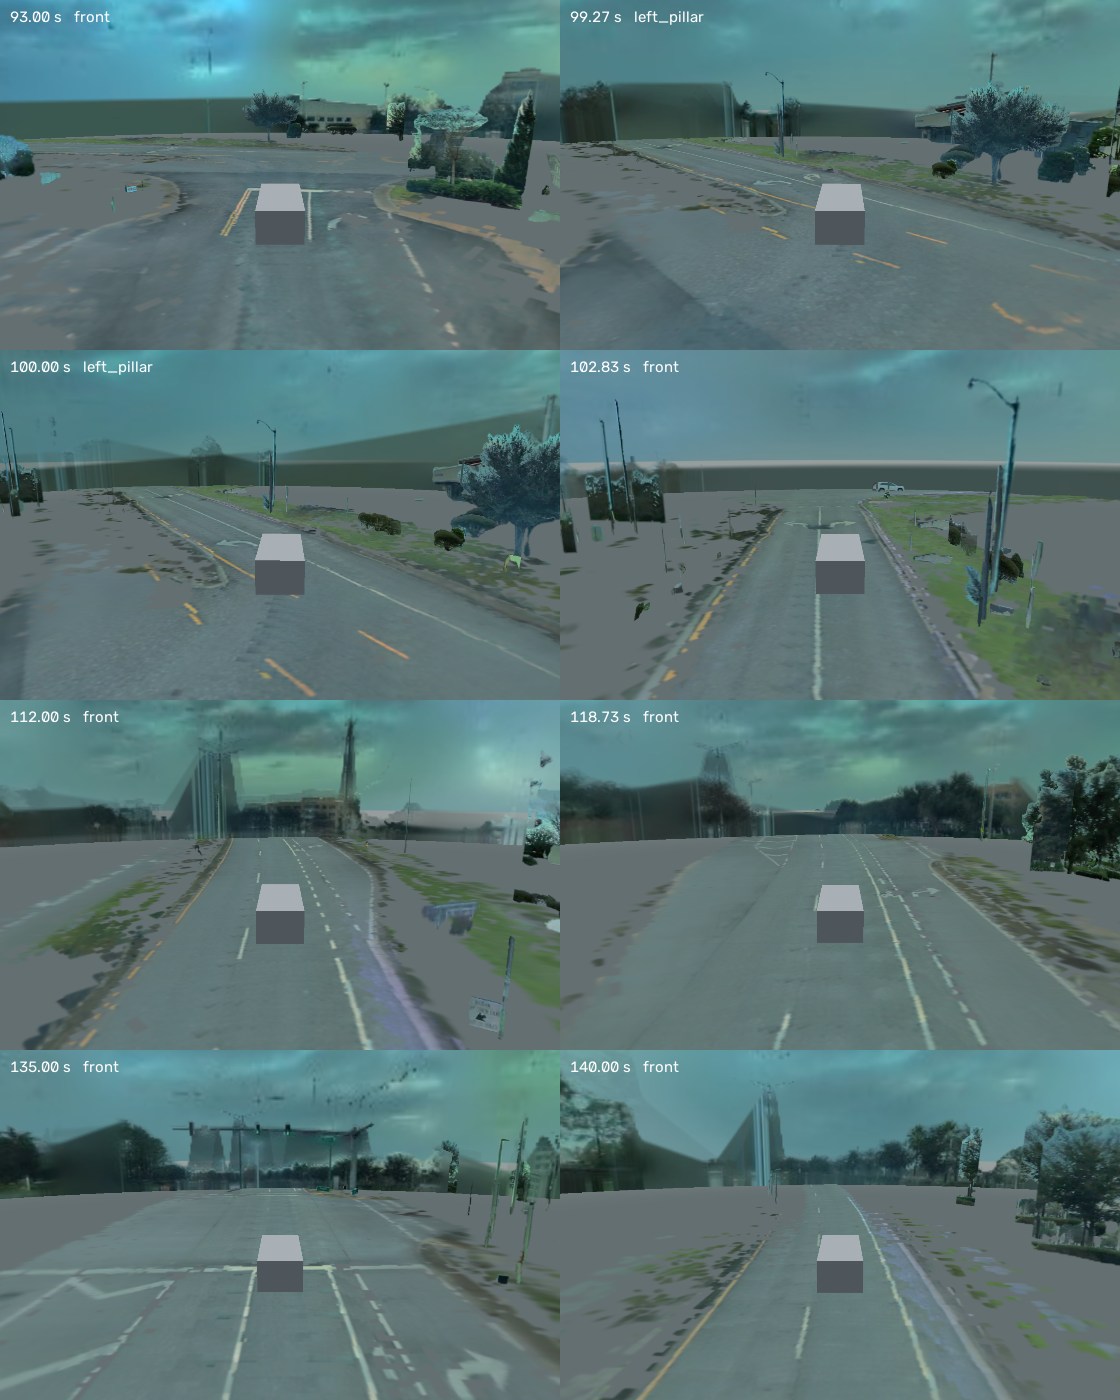 93.00 s front
99.27 s left_pillar
100.00 s left_pillar
102.83 s front
112.00 s front
118.73 s front
135.00 s front
140.00 s front